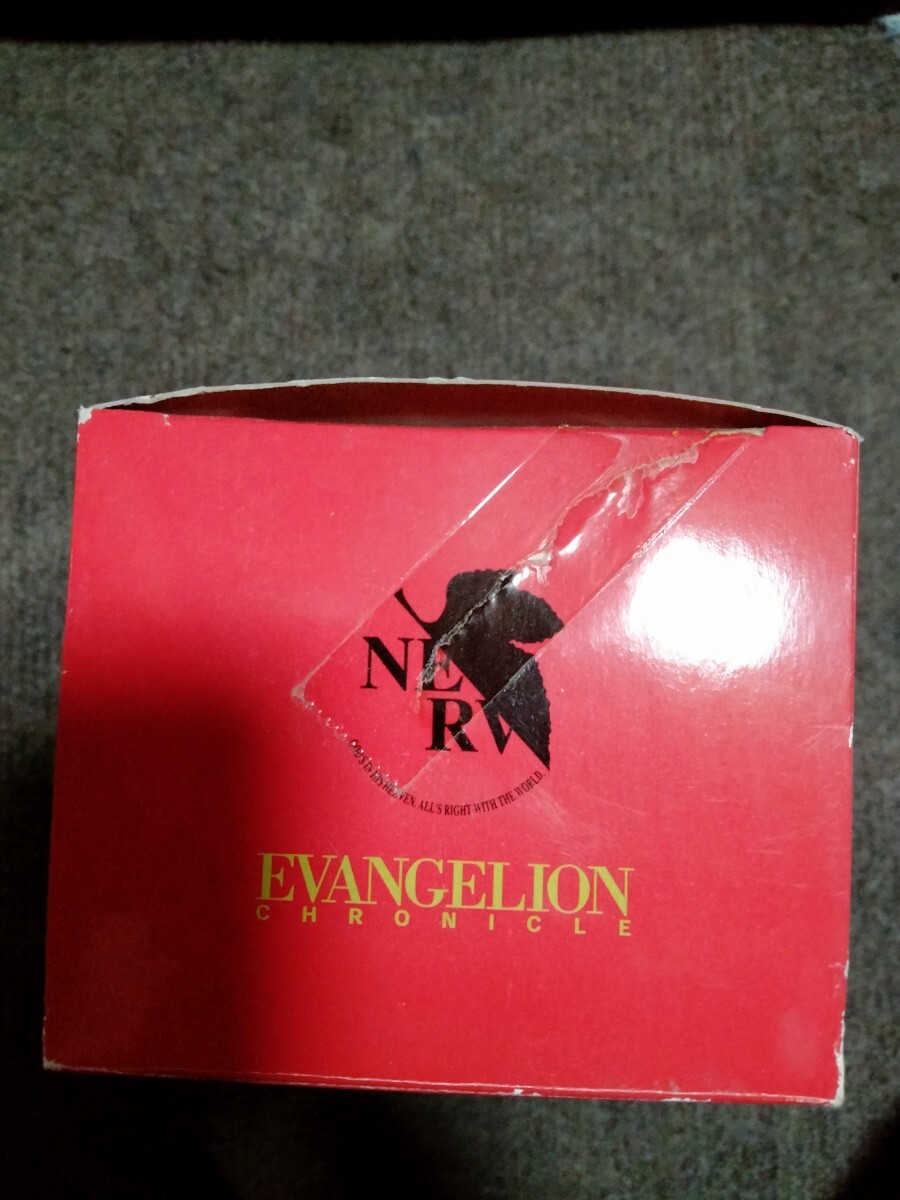 NERV
GOD'S IN HIS HEAVEN, ALL'S RIGHT WITH THE WORLD.
EVANGELION
CHRONICLE